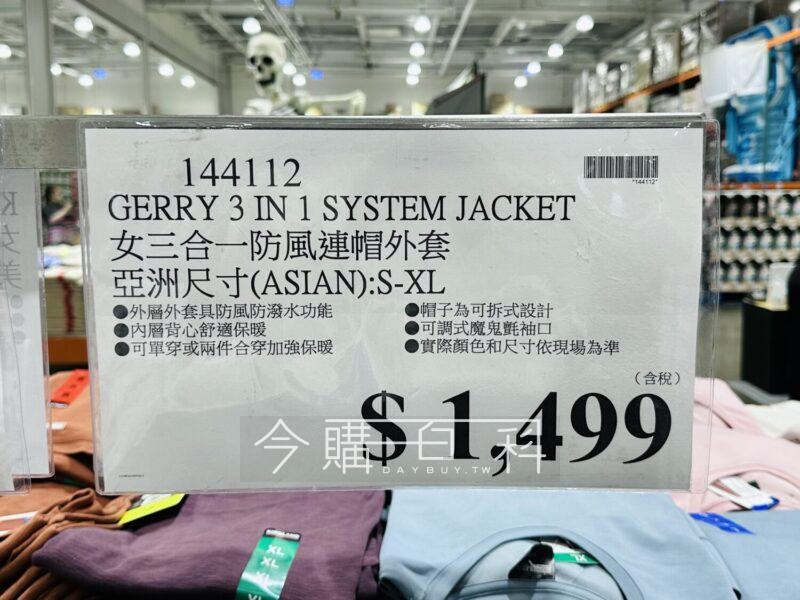 144112
*144112*
GERRY 3 IN 1 SYSTEM JACKET
女三合一防風連帽外套
亞洲尺寸(ASIAN):S-XL
●外層外套具防風防潑水功能
●內層背心舒適保暖
●可單穿或兩件合穿加強保暖
●帽子為可拆式設計
●可調式魔鬼氈袖口
●實際顏色和尺寸依現場為準
(含稅)
$ 1,499
今購百科
DAYBUY.TW
KIRKLAND
XL
XL
XL
XL
女
美